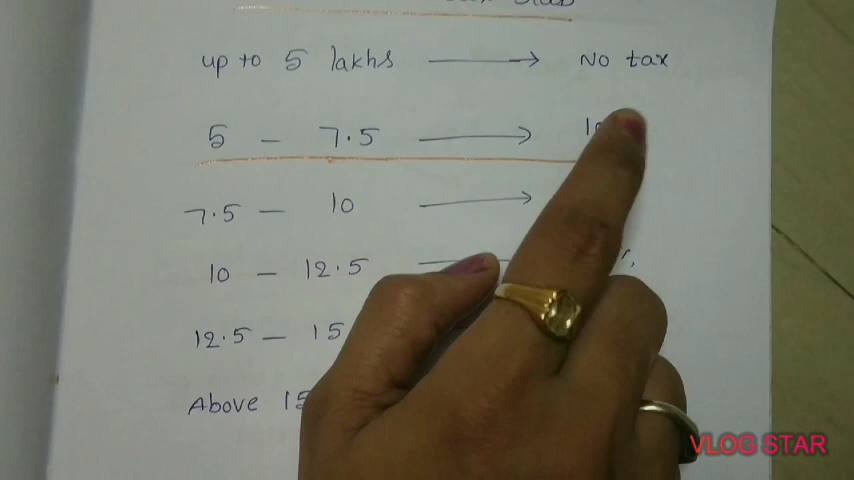 up to 5 lakhs → No tax
5 - 7.5 →
7.5 - 10 →
10 - 12.5
12.5 - 15
Above 15
VLOG STAR